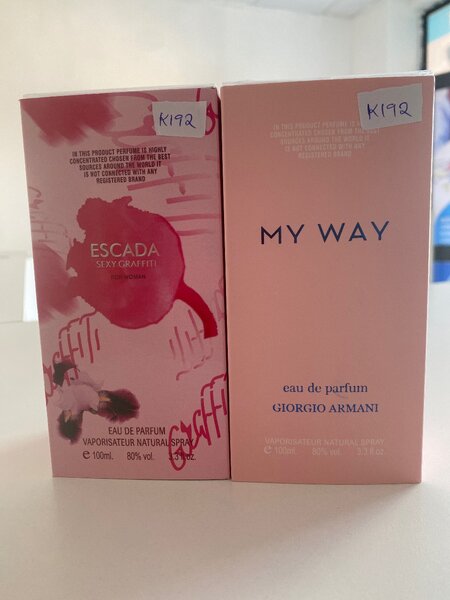 K192
IN THIS PRODUCT PERFUME IS HIGHLY
CONCENTRATED CHOSEN FROM THE BEST
SOURCES AROUND THE WORLD IT
IS NOT CONNECTED WITH ANY
REGISTERED BRAND
ESCADA
SEXY GRAFFITI
FOR WOMAN
Graffiti
EAU DE PARFUM
VAPORISATEUR NATURAL SPRAY
e 100ml. 80% vol. 3.3 fl.oz.
K192
IN THIS PRODUCT PERFUME IS HIGHLY
CONCENTRATED CHOSEN FROM THE BEST
SOURCES AROUND THE WORLD IT
IS NOT CONNECTED WITH ANY
REGISTERED BRAND
MY WAY
eau de parfum
GIORGIO ARMANI
VAPORISATEUR NATURAL SPRAY
e 100ml. 80% vol. 3.3 fl.oz.